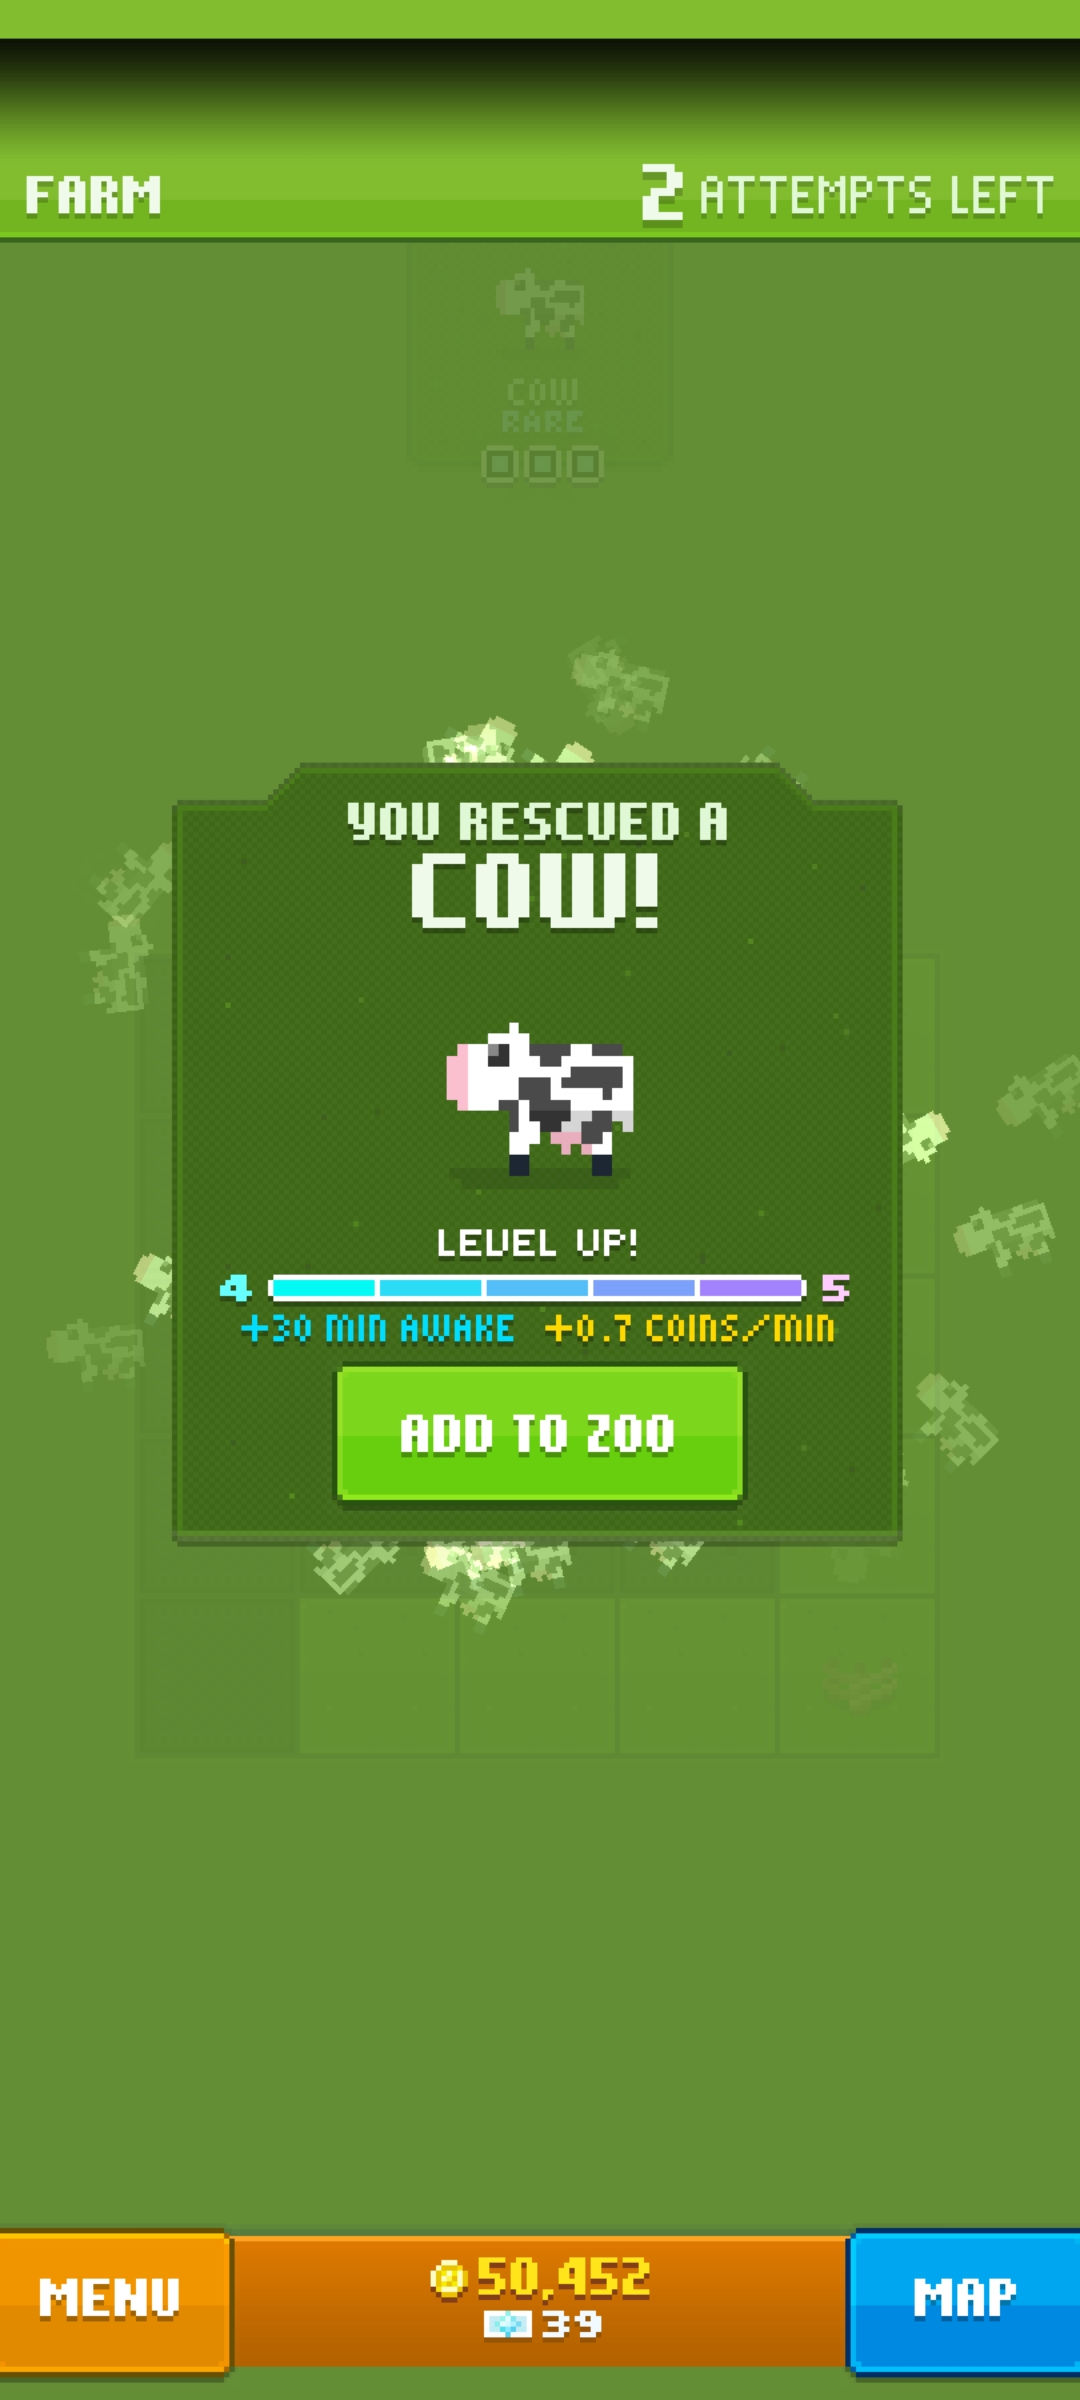 FARM
2 ATTEMPTS LEFT
COW
RARE
YOU RESCUED A
COW!
LEVEL UP!
4 5
+30 MIN AWAKE +0.7 COINS/MIN
ADD TO ZOO
MENU
50,452
39
MAP